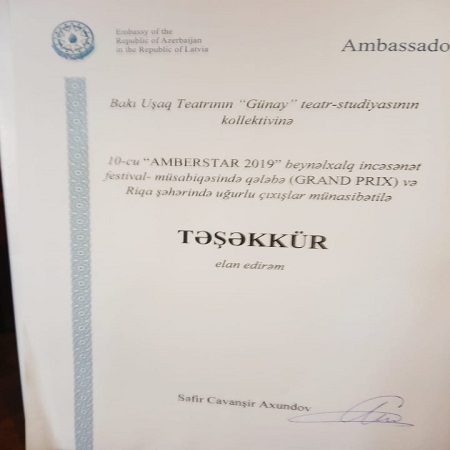 Embassy of the
Republic of Azerbaijan
in the Republic of Latvia
Ambassado
Bakı Uşaq Teatrının "Günay" teatr-studiyasının
kollektivinə
10-cu "AMBERSTAR 2019" beynəlxalq incəsənət
festival- müsabiqəsində qələbə (GRAND PRIX) və
Riqa şəhərində uğurlu çıxışlar münasibətilə
TƏŞƏKKÜR
elan edirəm
Səfir Cavanşir Axundov